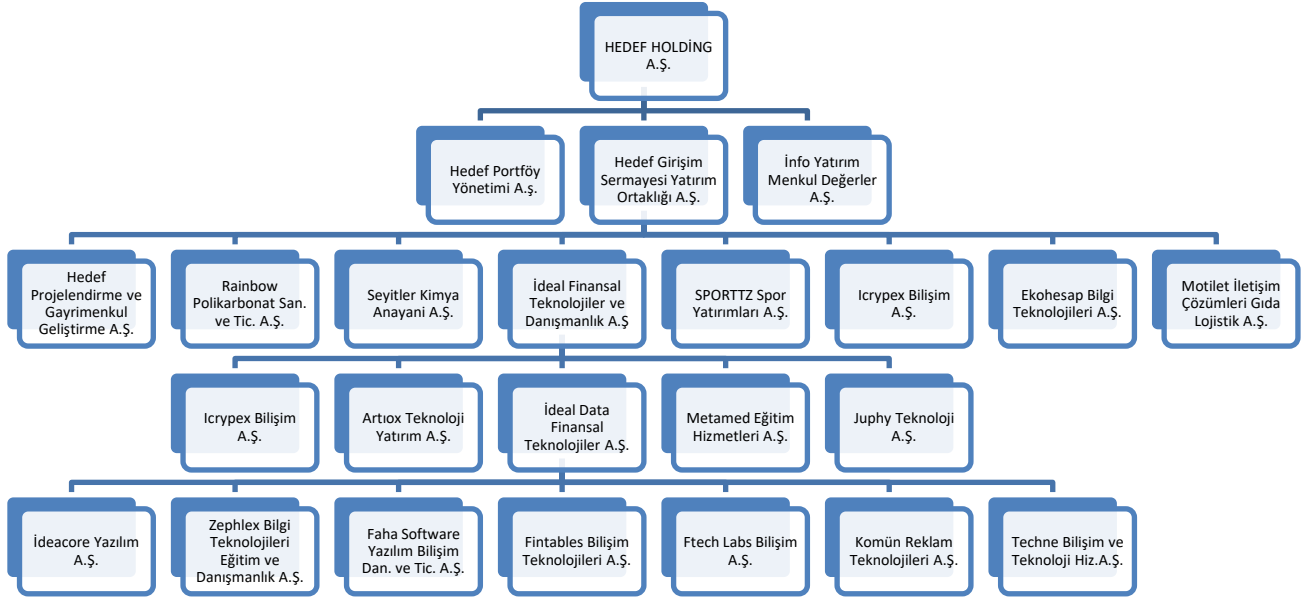 HEDEF HOLDİNG
A.Ş.
Hedef Portföy
Yönetimi A.ş.
Hedef Girişim
Sermayesi Yatırım
Ortaklığı A.Ş.
İnfo Yatırım
Menkul Değerler
A.Ş.
Hedef
Projelendirme ve
Gayrimenkul
Geliştirme A.Ş.
Rainbow
Polikarbonat San.
ve Tic. A.Ş.
Seyitler Kimya
Anayani A.Ş.
İdeal Finansal
Teknolojiler ve
Danışmanlık A.Ş
SPORTTZ Spor
Yatırımları A.Ş.
Icrypex Bilişim
A.Ş.
Ekohesap Bilgi
Teknolojileri A.Ş.
Motilet İletişim
Çözümleri Gıda
Lojistik A.Ş.
Icrypex Bilişim
A.Ş.
Artıox Teknoloji
Yatırım A.Ş.
İdeal Data
Finansal
Teknolojiler A.Ş.
Metamed Eğitim
Hizmetleri A.Ş.
Juphy Teknoloji
A.Ş.
İdeacore Yazılım
A.Ş.
Zephlex Bilgi
Teknolojileri
Eğitim ve
Danışmanlık A.Ş.
Faha Software
Yazılım Bilişim
Dan. ve Tic. A.Ş.
Fintables Bilişim
Teknolojileri A.Ş.
Ftech Labs Bilişim
A.Ş.
Komün Reklam
Teknolojileri A.Ş.
Techne Bilişim ve
Teknoloji Hiz.A.Ş.